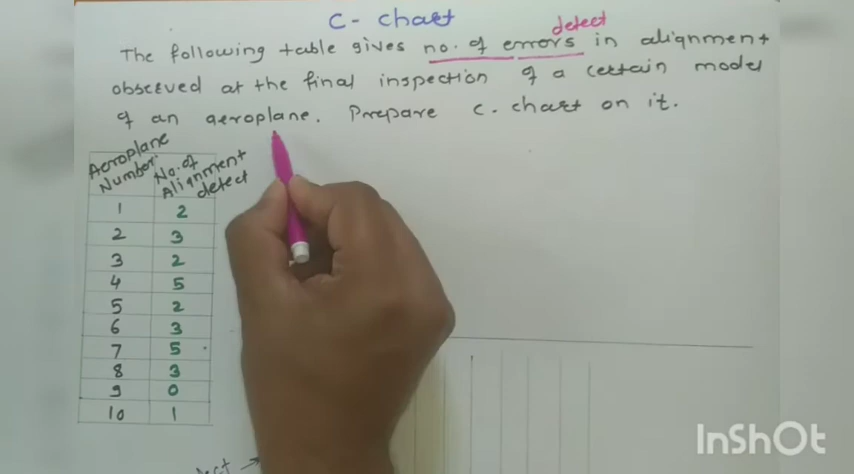 C - chart
detect
The following table gives no. of errors in alignment
observed at the final inspection of a certain model
of an aeroplane. Prepare c. chart on it.
Aeroplane Number
No. of Alignment detect
1 2
2 3
3 2
4 5
5 2
6 3
7 5
8 3
9 0
10 1
InShOt